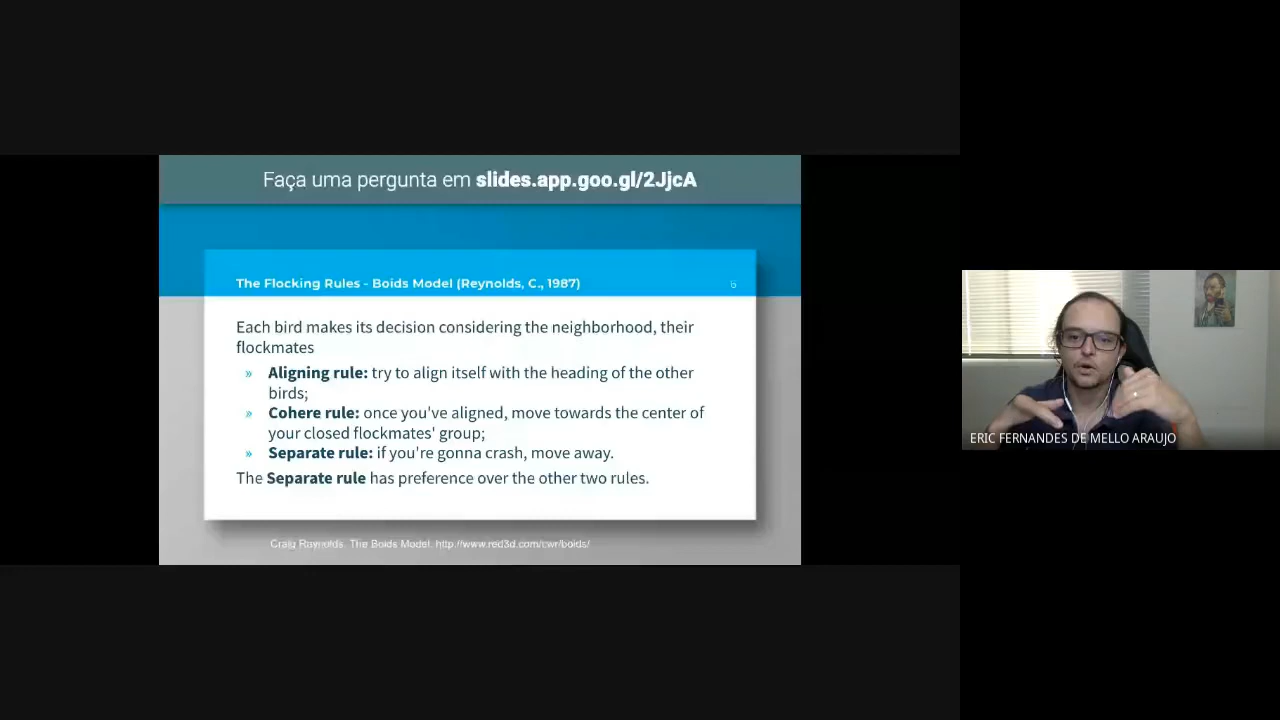 Faça uma pergunta em slides.app.goo.gl/2JjcA
The Flocking Rules - Boids Model (Reynolds, C., 1987)
6
Each bird makes its decision considering the neighborhood, their
flockmates
» Aligning rule: try to align itself with the heading of the other
birds;
» Cohere rule: once you've aligned, move towards the center of
your closed flockmates' group;
» Separate rule: if you're gonna crash, move away.
The Separate rule has preference over the other two rules.
Craig Raynolds. The Boids Model. http://www.red3d.com/cwr/boids/
ERIC FERNANDES DE MELLO ARAUJO